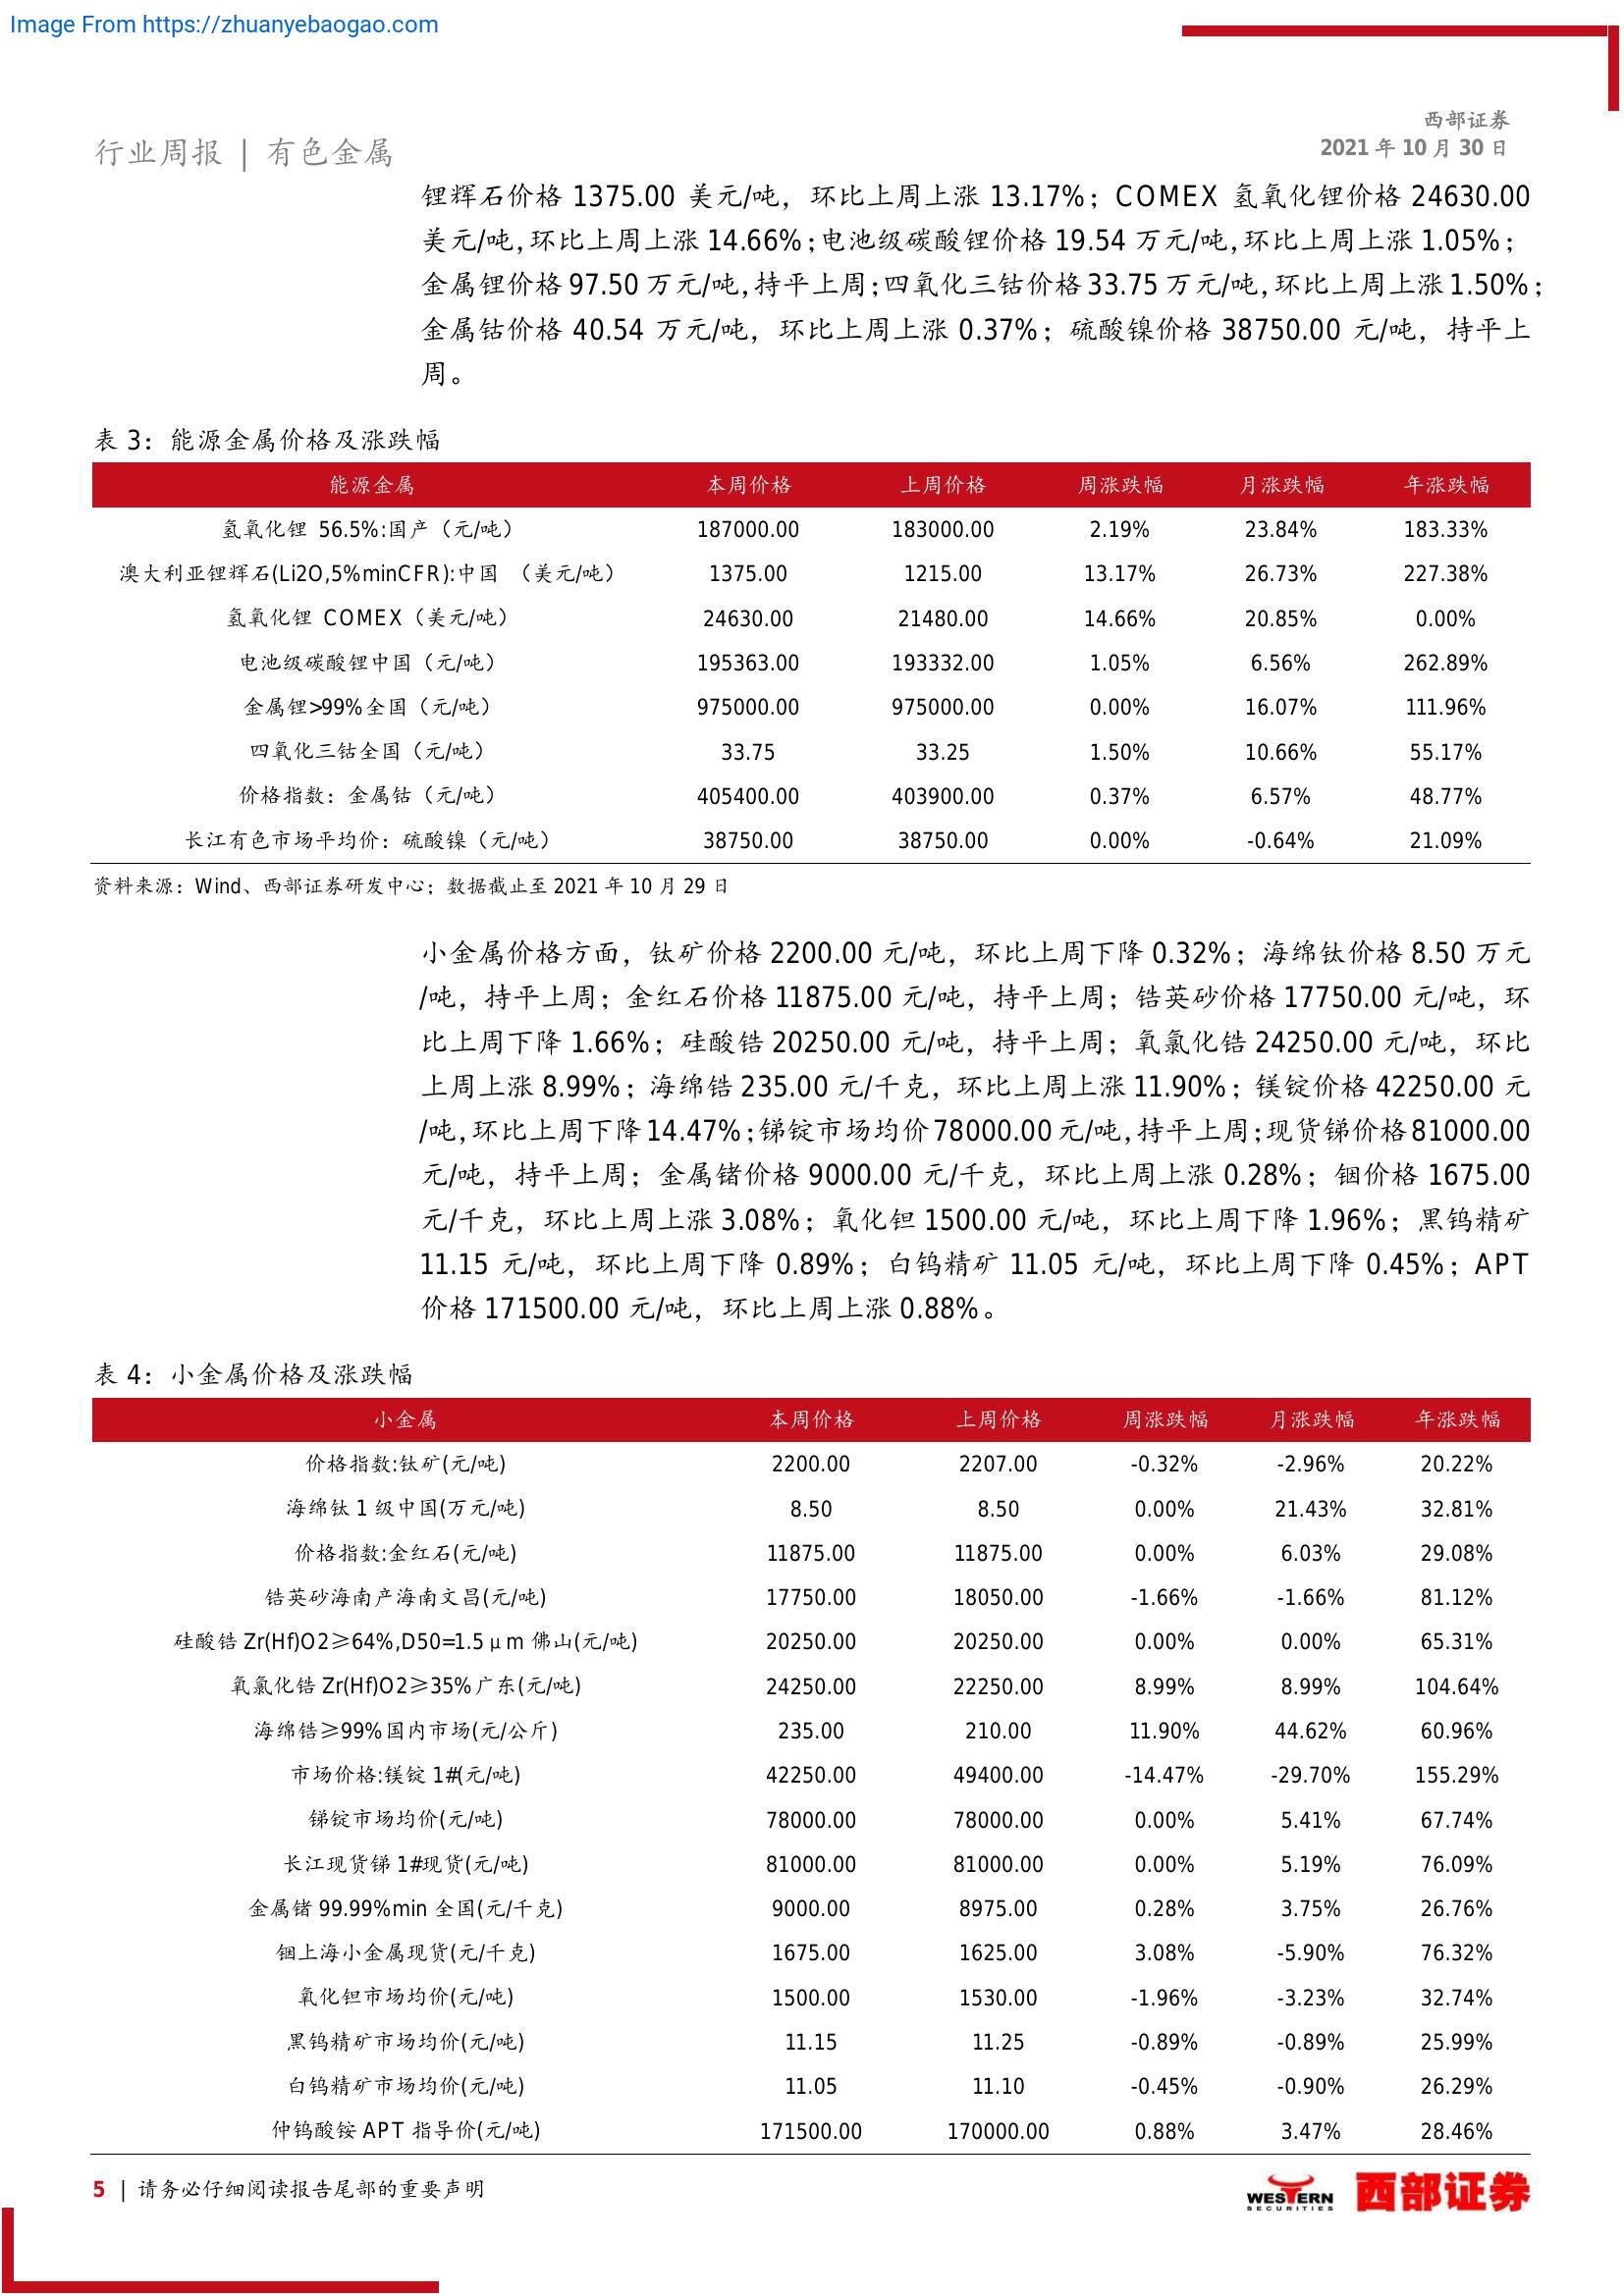 Image From https://zhuanyebaogao.com
西部证券
2021 年 10 月 30 日
行业周报 | 有色金属
锂辉石价格 1375.00 美元/吨，环比上周上涨 13.17%；COMEX 氢氧化锂价格 24630.00
美元/吨，环比上周上涨 14.66%；电池级碳酸锂价格 19.54 万元/吨，环比上周上涨 1.05%；
金属锂价格 97.50 万元/吨，持平上周；四氧化三钴价格 33.75 万元/吨，环比上周上涨 1.50%；
金属钴价格 40.54 万元/吨，环比上周上涨 0.37%；硫酸镍价格 38750.00 元/吨，持平上
周。
表 3：能源金属价格及涨跌幅
能源金属 本周价格 上周价格 周涨跌幅 月涨跌幅 年涨跌幅
氢氧化锂 56.5%:国产（元/吨） 187000.00 183000.00 2.19% 23.84% 183.33%
澳大利亚锂辉石(Li2O,5%minCFR):中国 （美元/吨） 1375.00 1215.00 13.17% 26.73% 227.38%
氢氧化锂 COMEX（美元/吨） 24630.00 21480.00 14.66% 20.85% 0.00%
电池级碳酸锂中国（元/吨） 195363.00 193332.00 1.05% 6.56% 262.89%
金属锂>99%全国（元/吨） 975000.00 975000.00 0.00% 16.07% 111.96%
四氧化三钴全国（元/吨） 33.75 33.25 1.50% 10.66% 55.17%
价格指数：金属钴（元/吨） 405400.00 403900.00 0.37% 6.57% 48.77%
长江有色市场平均价：硫酸镍（元/吨） 38750.00 38750.00 0.00% -0.64% 21.09%
资料来源：Wind、西部证券研发中心；数据截止至 2021 年 10 月 29 日
小金属价格方面，钛矿价格 2200.00 元/吨，环比上周下降 0.32%；海绵钛价格 8.50 万元
/吨，持平上周；金红石价格 11875.00 元/吨，持平上周；锆英砂价格 17750.00 元/吨，环
比上周下降 1.66%；硅酸锆 20250.00 元/吨，持平上周；氧氯化锆 24250.00 元/吨，环比
上周上涨 8.99%；海绵锆 235.00 元/千克，环比上周上涨 11.90%；镁锭价格 42250.00 元
/吨，环比上周下降 14.47%；锑锭市场均价 78000.00 元/吨，持平上周；现货锑价格 81000.00
元/吨，持平上周；金属锗价格 9000.00 元/千克，环比上周上涨 0.28%；铟价格 1675.00
元/千克，环比上周上涨 3.08%；氧化钽 1500.00 元/吨，环比上周下降 1.96%；黑钨精矿
11.15 元/吨，环比上周下降 0.89%；白钨精矿 11.05 元/吨，环比上周下降 0.45%；APT
价格 171500.00 元/吨，环比上周上涨 0.88%。
表 4：小金属价格及涨跌幅
小金属 本周价格 上周价格 周涨跌幅 月涨跌幅 年涨跌幅
价格指数:钛矿(元/吨) 2200.00 2207.00 -0.32% -2.96% 20.22%
海绵钛 1 级中国(万元/吨) 8.50 8.50 0.00% 21.43% 32.81%
价格指数:金红石(元/吨) 11875.00 11875.00 0.00% 6.03% 29.08%
锆英砂海南产海南文昌(元/吨) 17750.00 18050.00 -1.66% -1.66% 81.12%
硅酸锆 Zr(Hf)O2≥64%,D50=1.5μm 佛山(元/吨) 20250.00 20250.00 0.00% 0.00% 65.31%
氧氯化锆 Zr(Hf)O2≥35%广东(元/吨) 24250.00 22250.00 8.99% 8.99% 104.64%
海绵锆≥99%国内市场(元/公斤) 235.00 210.00 11.90% 44.62% 60.96%
市场价格:镁锭 1#(元/吨) 42250.00 49400.00 -14.47% -29.70% 155.29%
锑锭市场均价(元/吨) 78000.00 78000.00 0.00% 5.41% 67.74%
长江现货锑 1#现货(元/吨) 81000.00 81000.00 0.00% 5.19% 76.09%
金属锗 99.99%min 全国(元/千克) 9000.00 8975.00 0.28% 3.75% 26.76%
铟上海小金属现货(元/千克) 1675.00 1625.00 3.08% -5.90% 76.32%
氧化钽市场均价(元/吨) 1500.00 1530.00 -1.96% -3.23% 32.74%
黑钨精矿市场均价(元/吨) 11.15 11.25 -0.89% -0.89% 25.99%
白钨精矿市场均价(元/吨) 11.05 11.10 -0.45% -0.90% 26.29%
仲钨酸铵 APT 指导价(元/吨) 171500.00 170000.00 0.88% 3.47% 28.46%
5 | 请务必仔细阅读报告尾部的重要声明
WESTERN
SECURITIES
西部证券